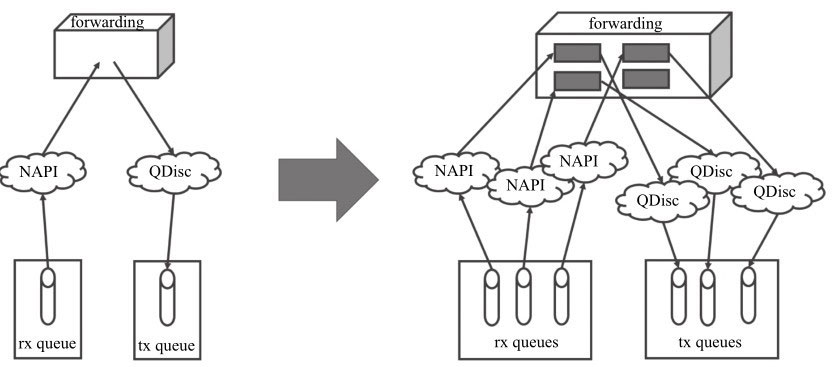 forwarding
NAPI
QDisc
rx queue
tx queue
forwarding
NAPI
NAPI
NAPI
QDisc
QDisc
QDisc
rx queues
tx queues